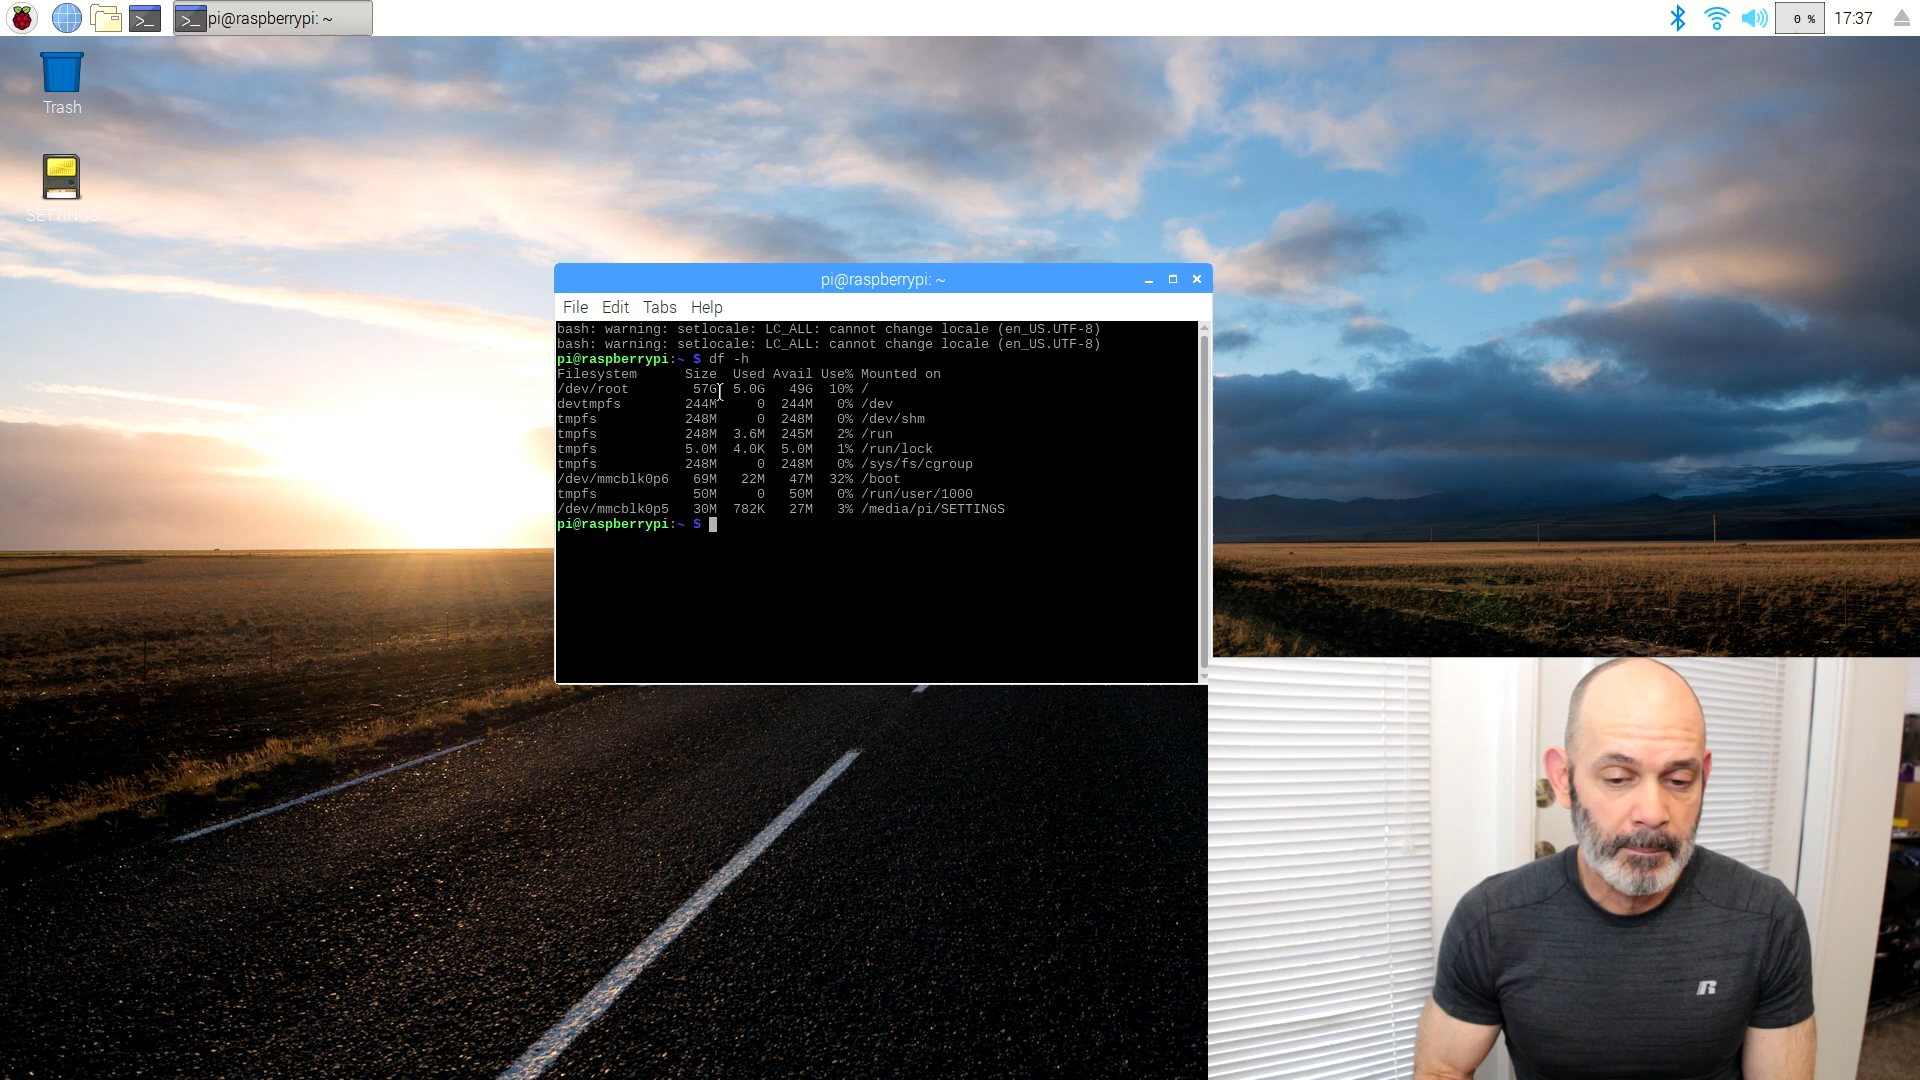 pi@raspberrypi: ~
0 %
17:37
Trash
SETTINGS
pi@raspberrypi: ~
File Edit Tabs Help
bash: warning: setlocale: LC_ALL: cannot change locale (en_US.UTF-8)
bash: warning: setlocale: LC_ALL: cannot change locale (en_US.UTF-8)
pi@raspberrypi:~ $ df -h
Filesystem Size Used Avail Use% Mounted on
/dev/root 57G 5.0G 49G 10% /
devtmpfs 244M 0 244M 0% /dev
tmpfs 248M 0 248M 0% /dev/shm
tmpfs 248M 3.6M 245M 2% /run
tmpfs 5.0M 4.0K 5.0M 1% /run/lock
tmpfs 248M 0 248M 0% /sys/fs/cgroup
/dev/mmcblk0p6 69M 22M 47M 32% /boot
tmpfs 50M 0 50M 0% /run/user/1000
/dev/mmcblk0p5 30M 782K 27M 3% /media/pi/SETTINGS
pi@raspberrypi:~ $
R